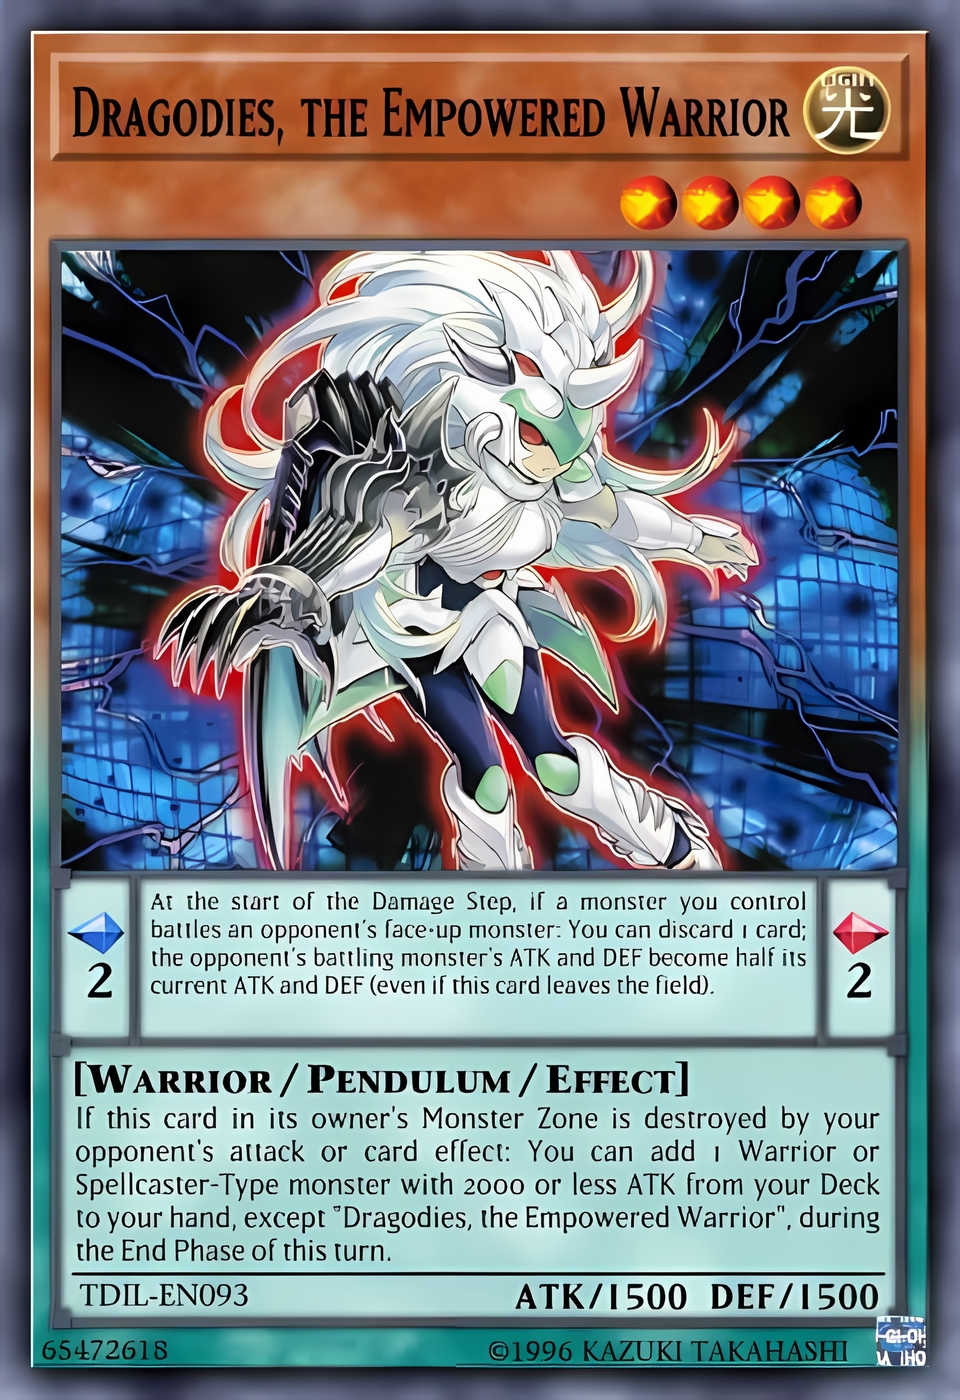 Dragodies, the Empowered Warrior
光
At the start of the Damage Step, if a monster you control
battles an opponent's face-up monster: You can discard 1 card;
the opponent's battling monster's ATK and DEF become half its
current ATK and DEF (even if this card leaves the field).
2
2
[Warrior / Pendulum / Effect]
If this card in its owner's Monster Zone is destroyed by your
opponent's attack or card effect: You can add 1 Warrior or
Spellcaster-Type monster with 2000 or less ATK from your Deck
to your hand, except "Dragodies, the Empowered Warrior", during
the End Phase of this turn.
TDIL-EN093
ATK/1500 DEF/1500
65472618
©1996 KAZUKI TAKAHASHI